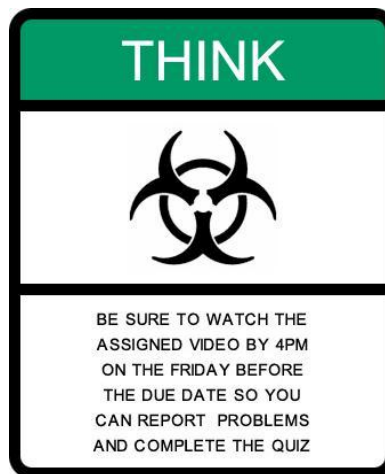 THINK
BE SURE TO WATCH THE
ASSIGNED VIDEO BY 4PM
ON THE FRIDAY BEFORE
THE DUE DATE SO YOU
CAN REPORT PROBLEMS
AND COMPLETE THE QUIZ